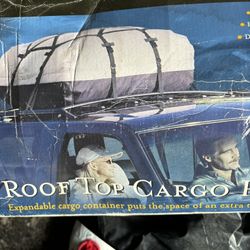 ROOF TOP CARGO
Expandable cargo container puts the space of an extra